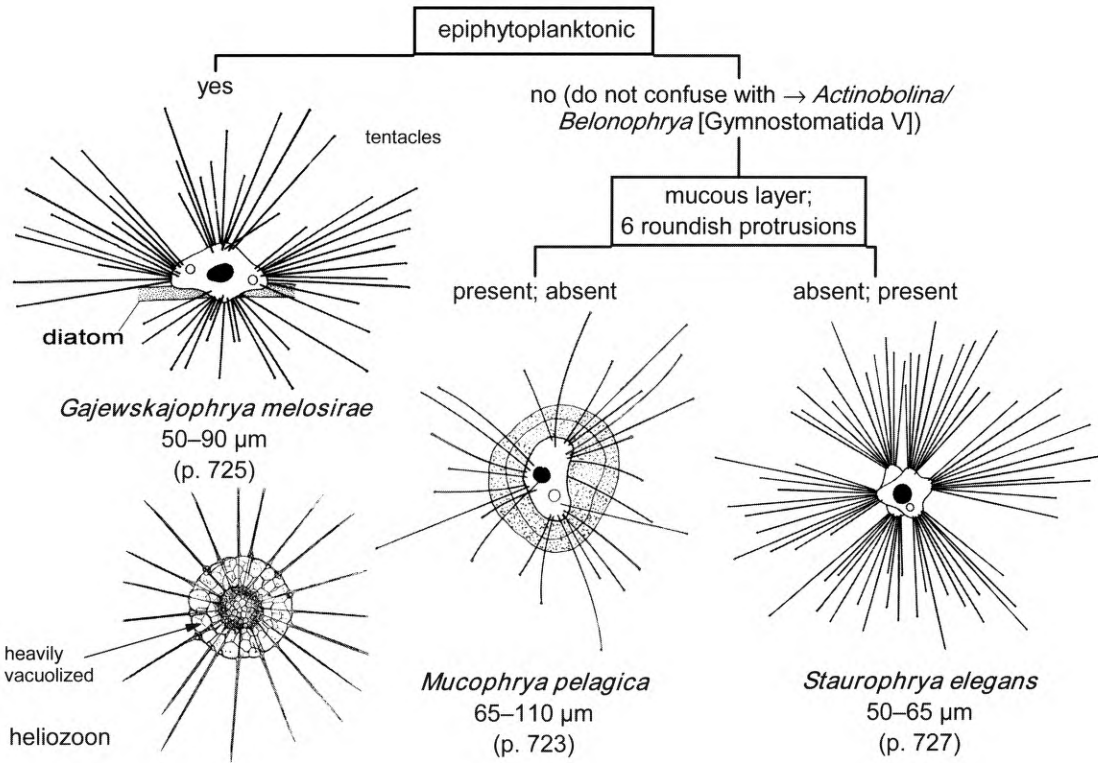 epiphytoplanktonic
yes
no (do not confuse with → Actinobolina/
Belonophrya [Gymnostomatida V])
tentacles
mucous layer;
6 roundish protrusions
present; absent
absent; present
diatom
Gajewskajophrya melosirae
50–90 µm
(p. 725)
heavily
vacuolized
heliozoon
Mucophrya pelagica
65–110 µm
(p. 723)
Staurophrya elegans
50–65 µm
(p. 727)